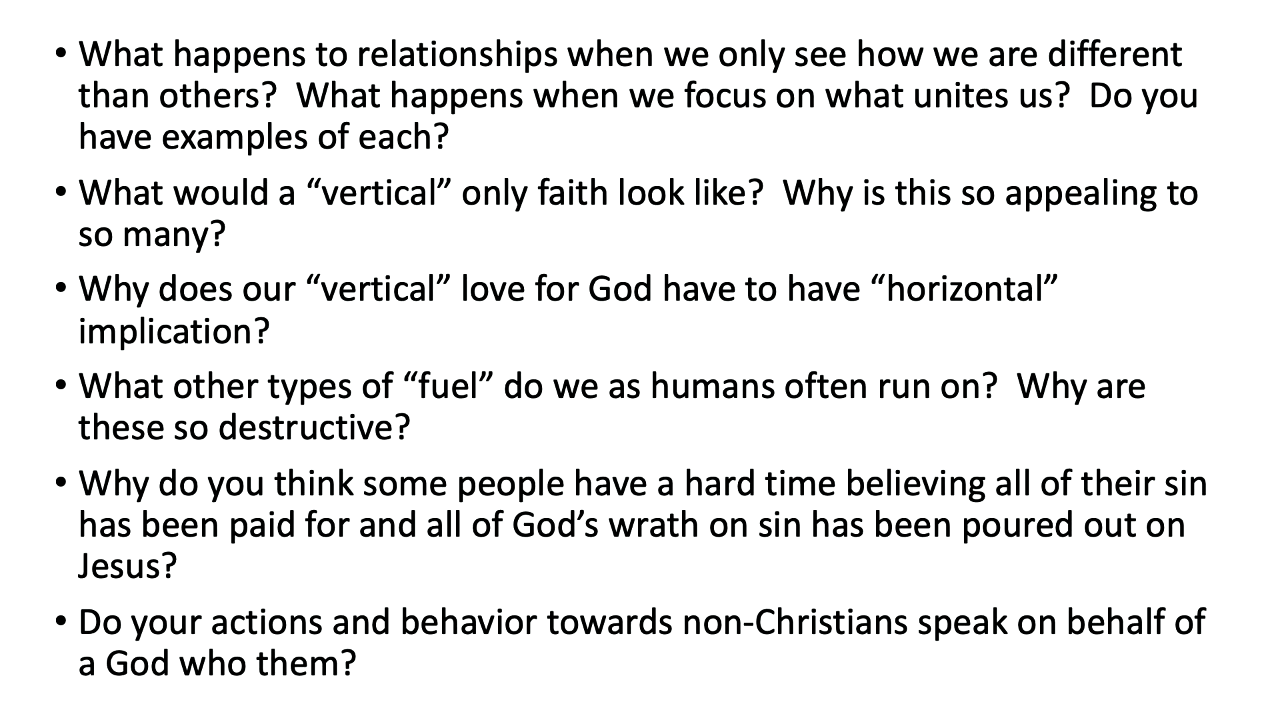 • What happens to relationships when we only see how we are different
than others?  What happens when we focus on what unites us?  Do you
have examples of each?
• What would a “vertical” only faith look like?  Why is this so appealing to
so many?
• Why does our “vertical” love for God have to have “horizontal”
implication?
• What other types of “fuel” do we as humans often run on?  Why are
these so destructive?
• Why do you think some people have a hard time believing all of their sin
has been paid for and all of God’s wrath on sin has been poured out on
Jesus?
• Do your actions and behavior towards non-Christians speak on behalf of
a God who them?